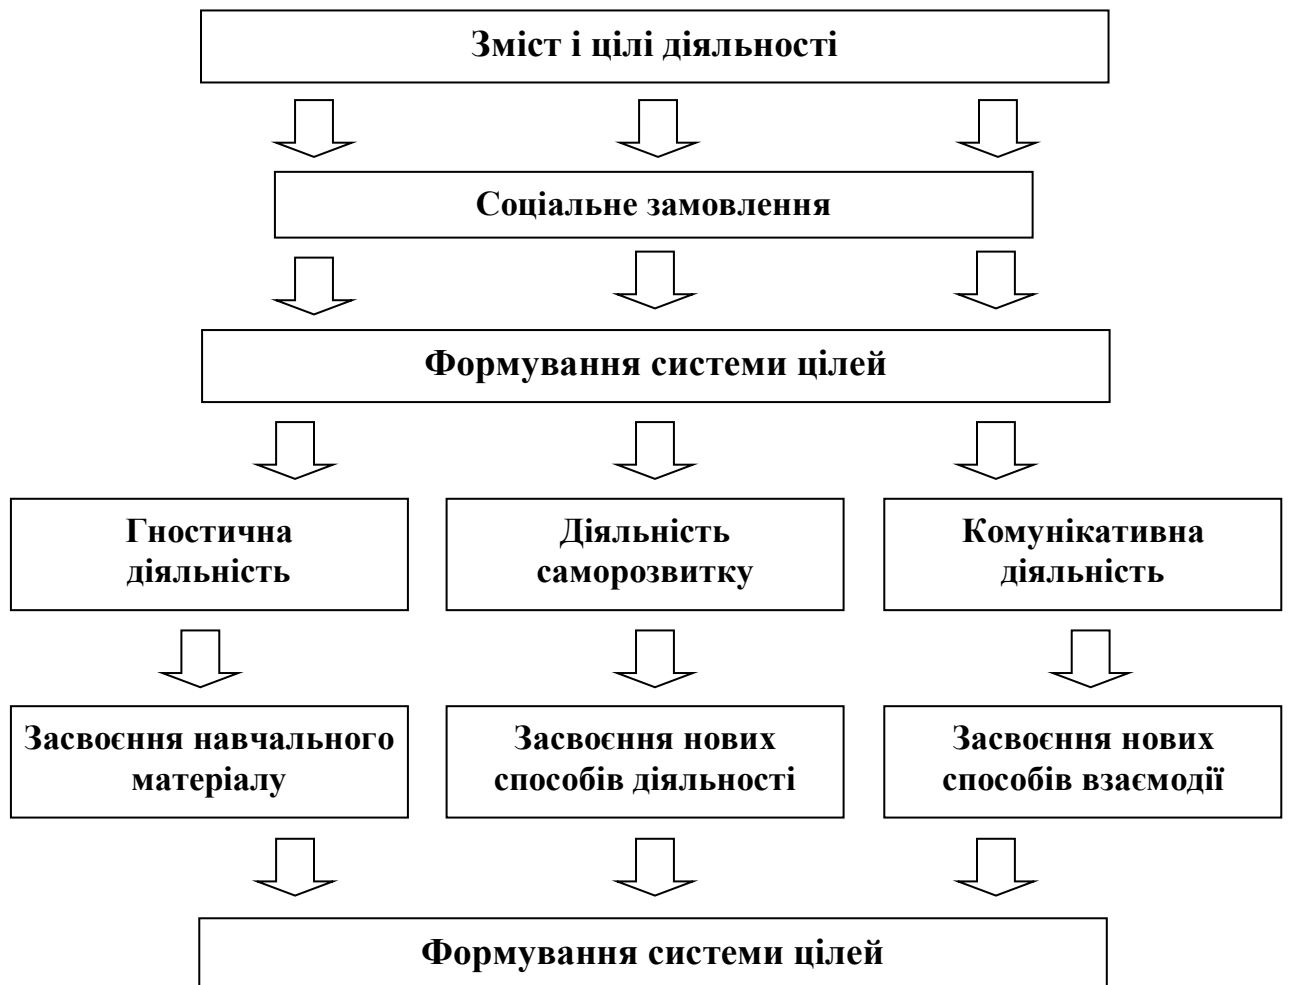 Зміст і цілі діяльності
Соціальне замовлення
Формування системи цілей
Гностична
діяльність
Діяльність
саморозвитку
Комунікативна
діяльність
Засвоєння навчального
матеріалу
Засвоєння нових
способів діяльності
Засвоєння нових
способів взаємодії
Формування системи цілей